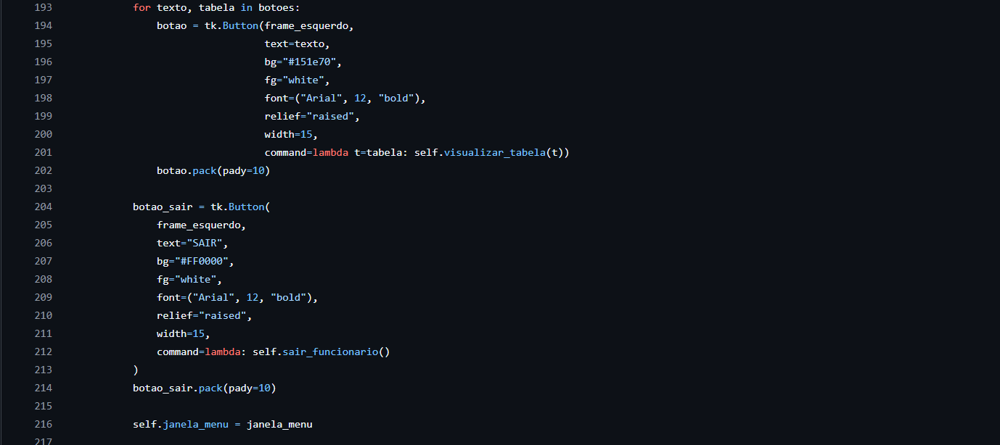 193 for texto, tabela in botoes:
194 botao = tk.Button(frame_esquerdo,
195 text=texto,
196 bg="#151e70",
197 fg="white",
198 font=("Arial", 12, "bold"),
199 relief="raised",
200 width=15,
201 command=lambda t=tabela: self.visualizar_tabela(t))
202 botao.pack(pady=10)
203
204 botao_sair = tk.Button(
205 frame_esquerdo,
206 text="SAIR",
207 bg="#FF0000",
208 fg="white",
209 font=("Arial", 12, "bold"),
210 relief="raised",
211 width=15,
212 command=lambda: self.sair_funcionario()
213 )
214 botao_sair.pack(pady=10)
215
216 self.janela_menu = janela_menu
217